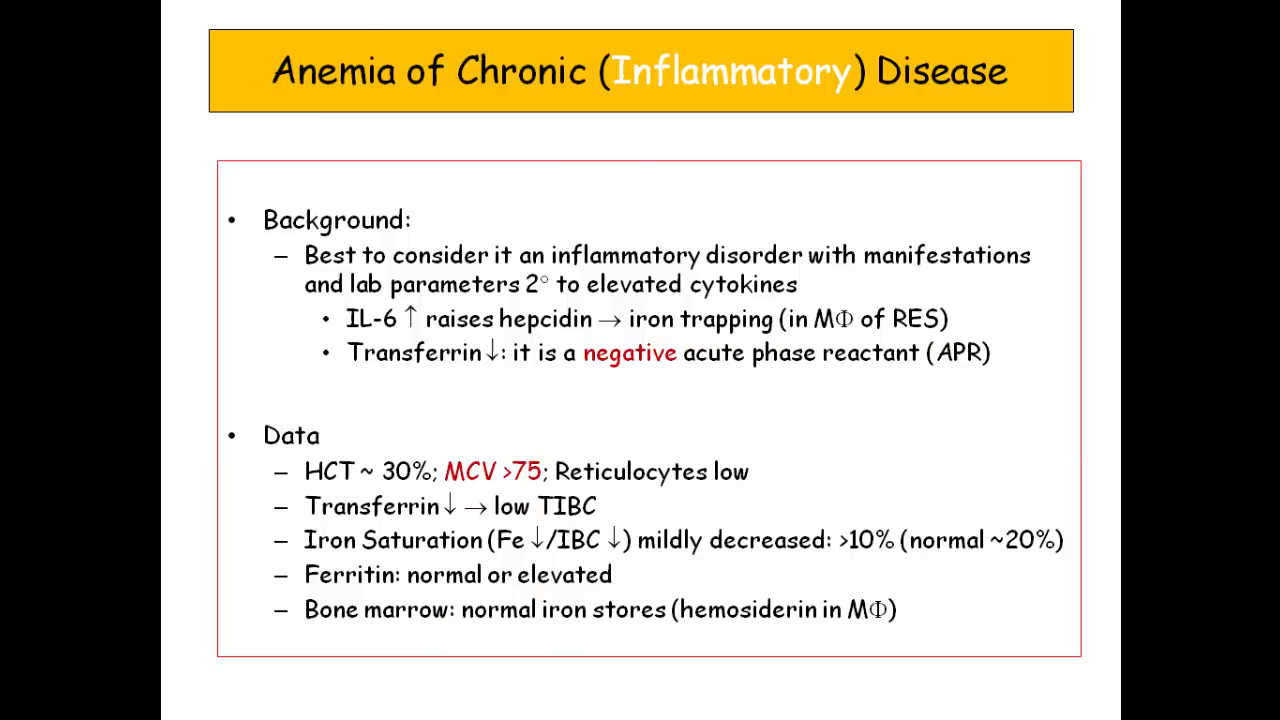 Anemia of Chronic (Inflammatory) Disease
• Background:
– Best to consider it an inflammatory disorder with manifestations
and lab parameters 2° to elevated cytokines
• IL-6 ↑ raises hepcidin → iron trapping (in MΦ of RES)
• Transferrin ↓: it is a negative acute phase reactant (APR)
• Data
– HCT ~ 30%; MCV >75; Reticulocytes low
– Transferrin ↓ → low TIBC
– Iron Saturation (Fe ↓/IBC ↓) mildly decreased: >10% (normal ~20%)
– Ferritin: normal or elevated
– Bone marrow: normal iron stores (hemosiderin in MΦ)